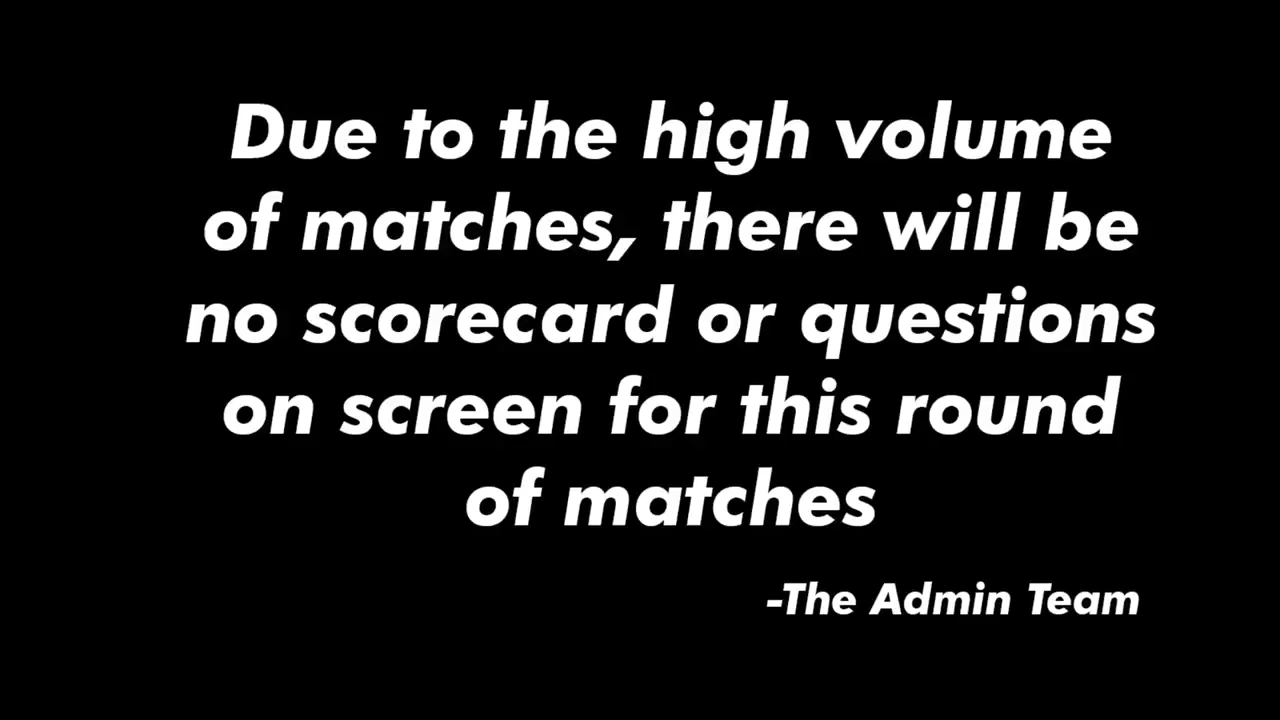 Due to the high volume
of matches, there will be
no scorecard or questions
on screen for this round
of matches
-The Admin Team